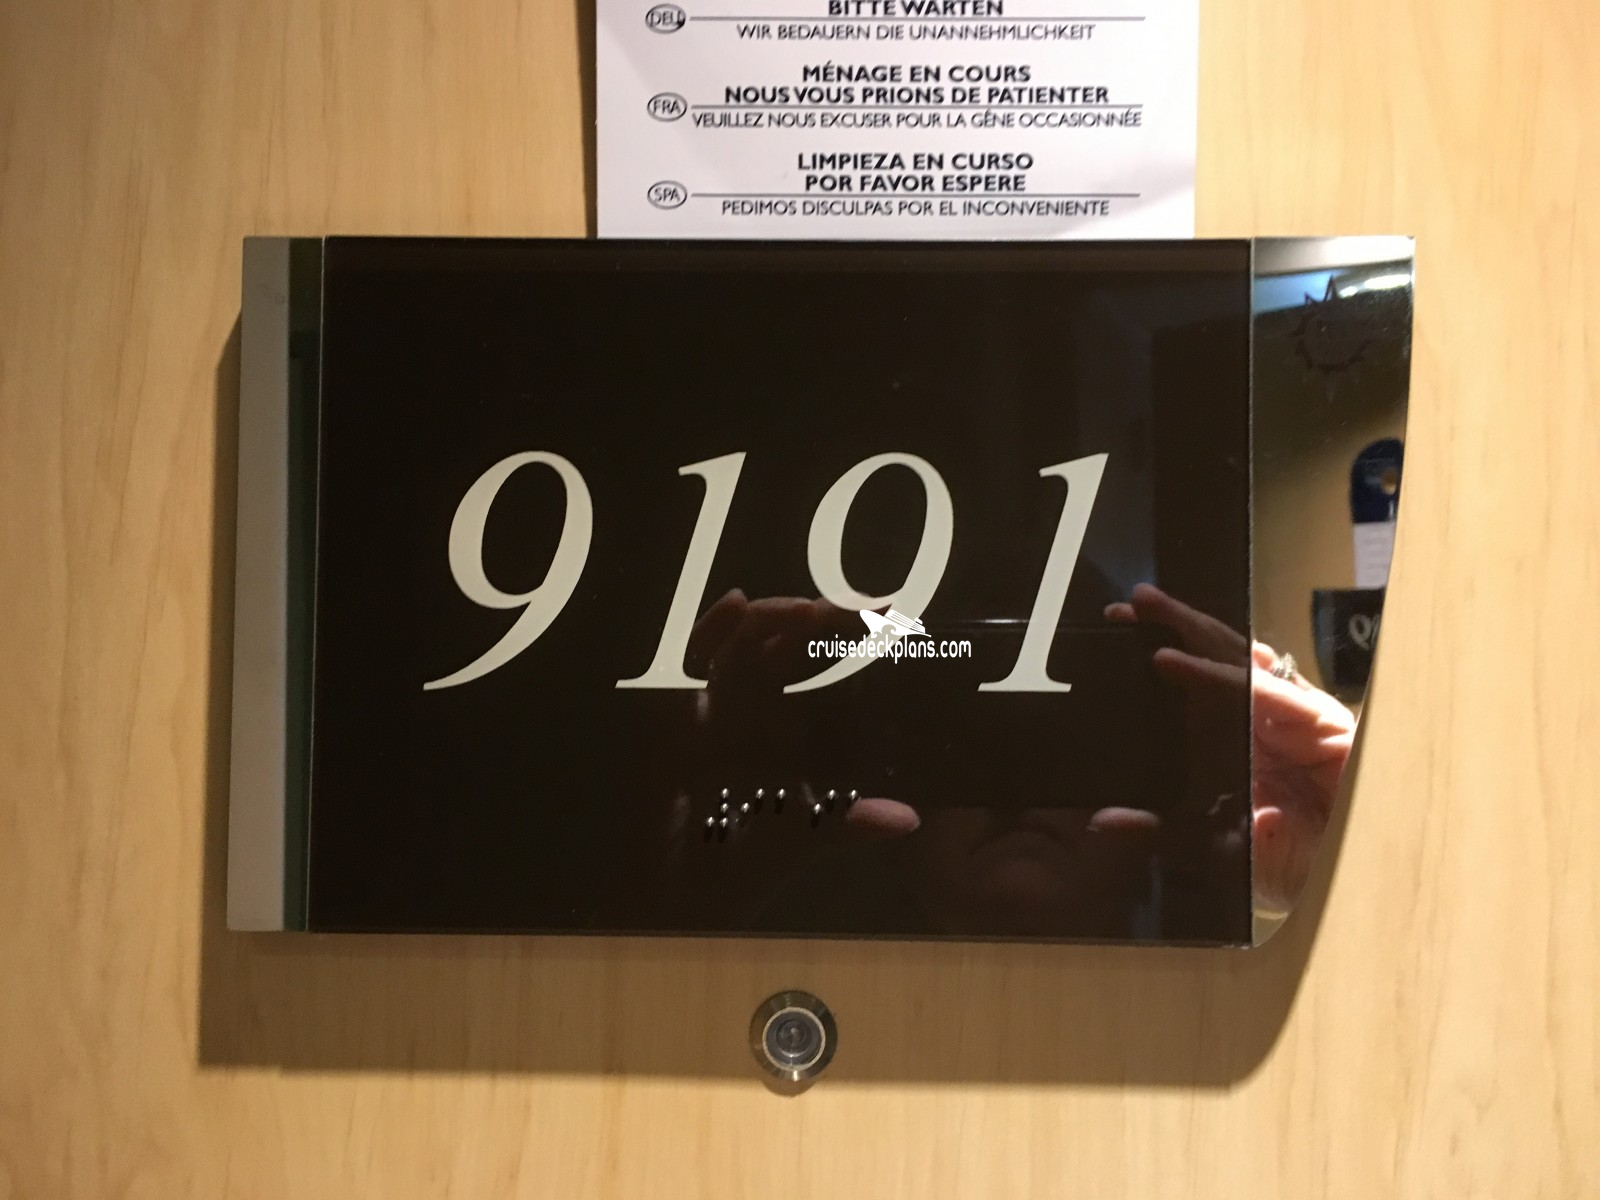 BITTE WARTEN
DEU
WIR BEDAUERN DIE UNANNEHMLICHKEIT
MÉNAGE EN COURS
NOUS VOUS PRIONS DE PATIENTER
FRA
VEUILLEZ NOUS EXCUSER POUR LA GÊNE OCCASIONNÉE
LIMPIEZA EN CURSO
POR FAVOR ESPERE
SPA
PEDIMOS DISCULPAS POR EL INCONVENIENTE
9191
cruisedeckplans.com